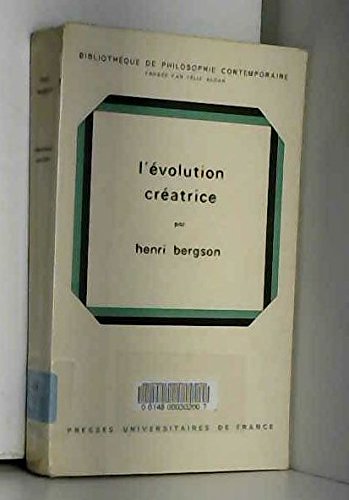 BIBLIOTHÈQUE DE PHILOSOPHIE CONTEMPORAINE
FONDÉE PAR FÉLIX ALCAN
l'évolution
créatrice
par
henri bergson
PRESSES UNIVERSITAIRES DE FRANCE